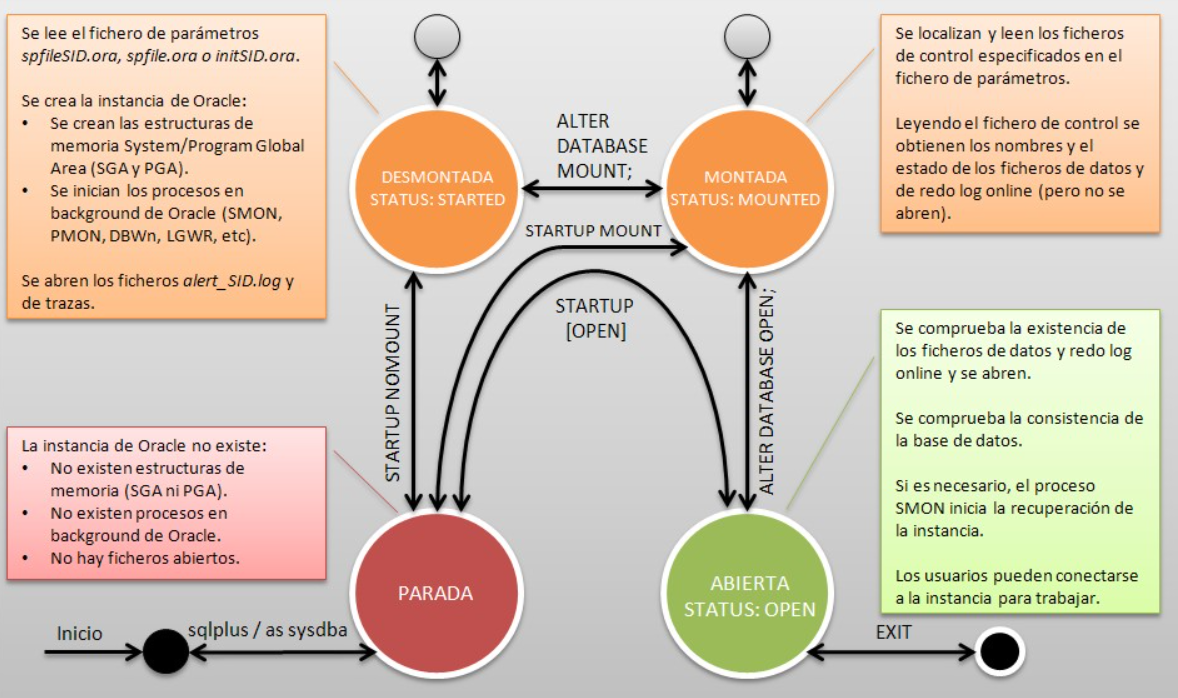 Se lee el fichero de parámetros
spfileSID.ora, spfile.ora o initSID.ora.
Se crea la instancia de Oracle:
• Se crean las estructuras de
memoria System/Program Global
Area (SGA y PGA).
• Se inician los procesos en
background de Oracle (SMON,
PMON, DBWn, LGWR, etc).
Se abren los ficheros alert_SID.log y
de trazas.
DESMONTADA
STATUS: STARTED
ALTER
DATABASE
MOUNT;
MONTADA
STATUS: MOUNTED
Se localizan y leen los ficheros
de control especificados en el
fichero de parámetros.
Leyendo el fichero de control se
obtienen los nombres y el
estado de los ficheros de datos y
de redo log online (pero no se
abren).
STARTUP MOUNT
STARTUP
[OPEN]
STARTUP NOMOUNT
ALTER DATABASE OPEN;
La instancia de Oracle no existe:
• No existen estructuras de
memoria (SGA ni PGA).
• No existen procesos en
background de Oracle.
• No hay ficheros abiertos.
PARADA
ABIERTA
STATUS: OPEN
Se comprueba la existencia de
los ficheros de datos y redo log
online y se abren.
Se comprueba la consistencia de
la base de datos.
Si es necesario, el proceso
SMON inicia la recuperación de
la instancia.
Los usuarios pueden conectarse
a la instancia para trabajar.
Inicio
sqlplus / as sysdba
EXIT